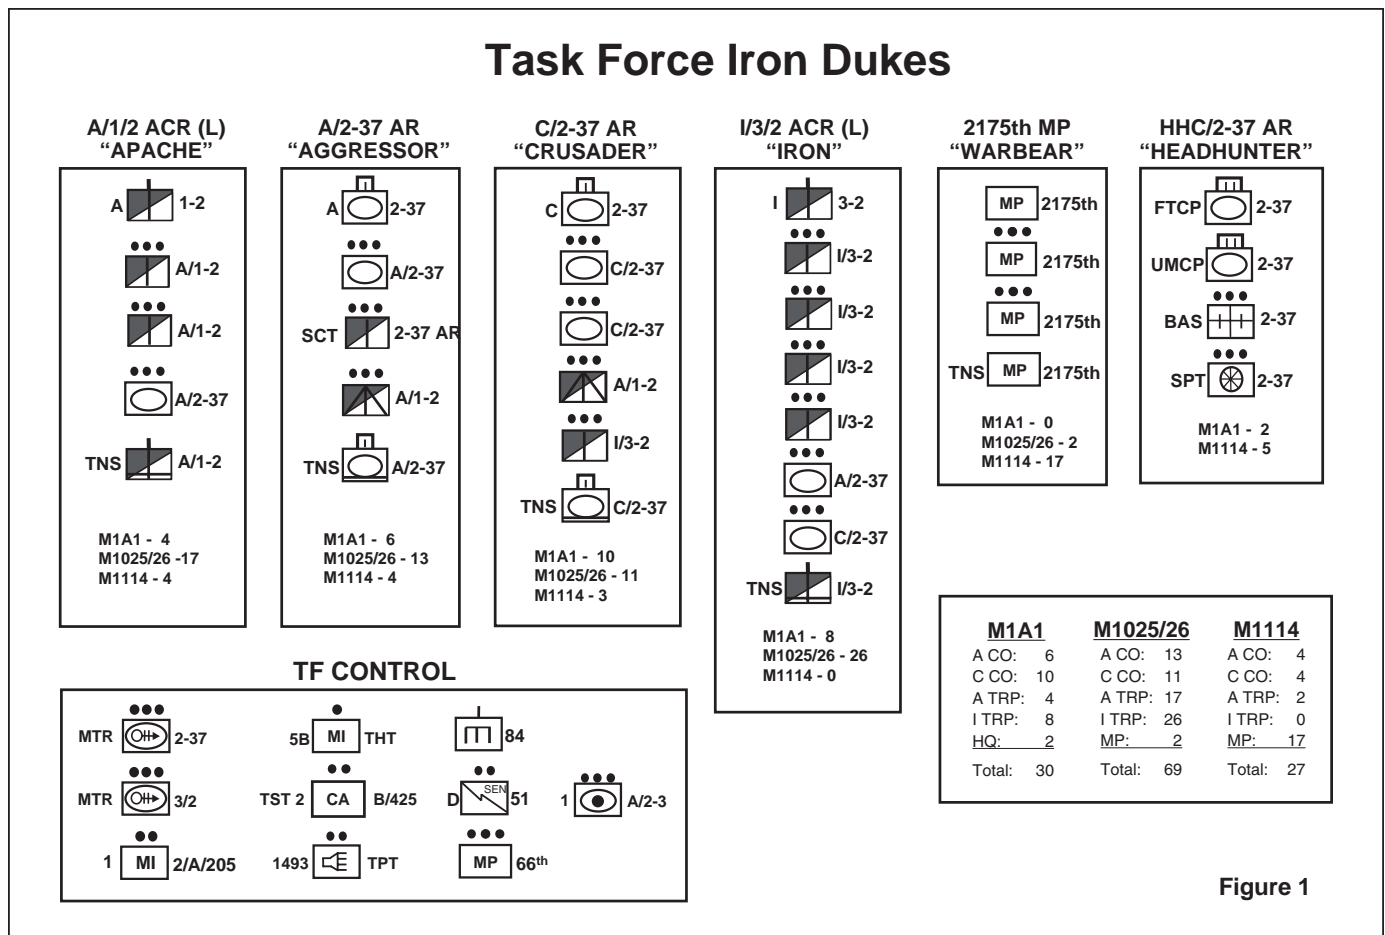 Task Force Iron Dukes
A/1/2 ACR (L)
“APACHE”
A 1-2
A/1-2
A/1-2
A/2-37
TNS A/1-2
M1A1 - 4
M1025/26 -17
M1114 - 4
A/2-37 AR
“AGGRESSOR”
A 2-37
A/2-37
SCT 2-37 AR
A/1-2
TNS A/2-37
M1A1 - 6
M1025/26 - 13
M1114 - 4
C/2-37 AR
“CRUSADER”
C 2-37
C/2-37
C/2-37
A/1-2
I/3-2
TNS C/2-37
M1A1 - 10
M1025/26 - 11
M1114 - 3
I/3/2 ACR (L)
“IRON”
I 3-2
I/3-2
I/3-2
I/3-2
I/3-2
A/2-37
C/2-37
TNS I/3-2
M1A1 - 8
M1025/26 - 26
M1114 - 0
2175th MP
“WARBEAR”
MP 2175th
MP 2175th
MP 2175th
TNS MP 2175th
M1A1 - 0
M1025/26 - 2
M1114 - 17
HHC/2-37 AR
“HEADHUNTER”
FTCP 2-37
UMCP 2-37
BAS 2-37
SPT 2-37
M1A1 - 2
M1114 - 5
TF CONTROL
MTR 2-37
MTR 3/2
1 MI 2/A/205
5B MI THT
TST 2 CA B/425
1493 TPT
84
D SEN 51
MP 66th
1 A/2-3
M1A1 M1025/26 M1114
A CO: 6 A CO: 13 A CO: 4
C CO: 10 C CO: 11 C CO: 4
A TRP: 4 A TRP: 17 A TRP: 2
I TRP: 8 I TRP: 26 I TRP: 0
HQ: 2 MP: 2 MP: 17
Total: 30 Total: 69 Total: 27
Figure 1